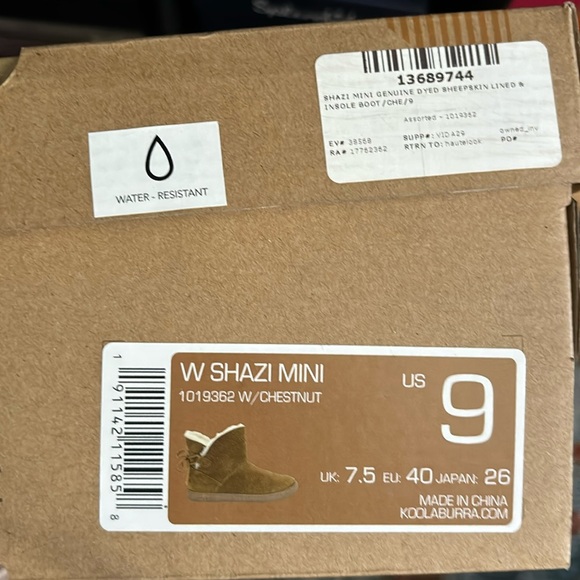 13689744
SHAZI MINI GENUINE DYED SHEEPSKIN LINED &
INSOLE BOOT /CHE/9
Assorted - 1019362
EV# 38568 SUPP#: VIDA29 owned_inv
RA# 17762362 RTRN TO: hautelook PO#
WATER - RESISTANT
W SHAZI MINI
1019362 W/CHESTNUT
US 9
UK: 7.5 EU: 40 JAPAN: 26
MADE IN CHINA
KOOLABURRA.COM
1 91142 11585 8